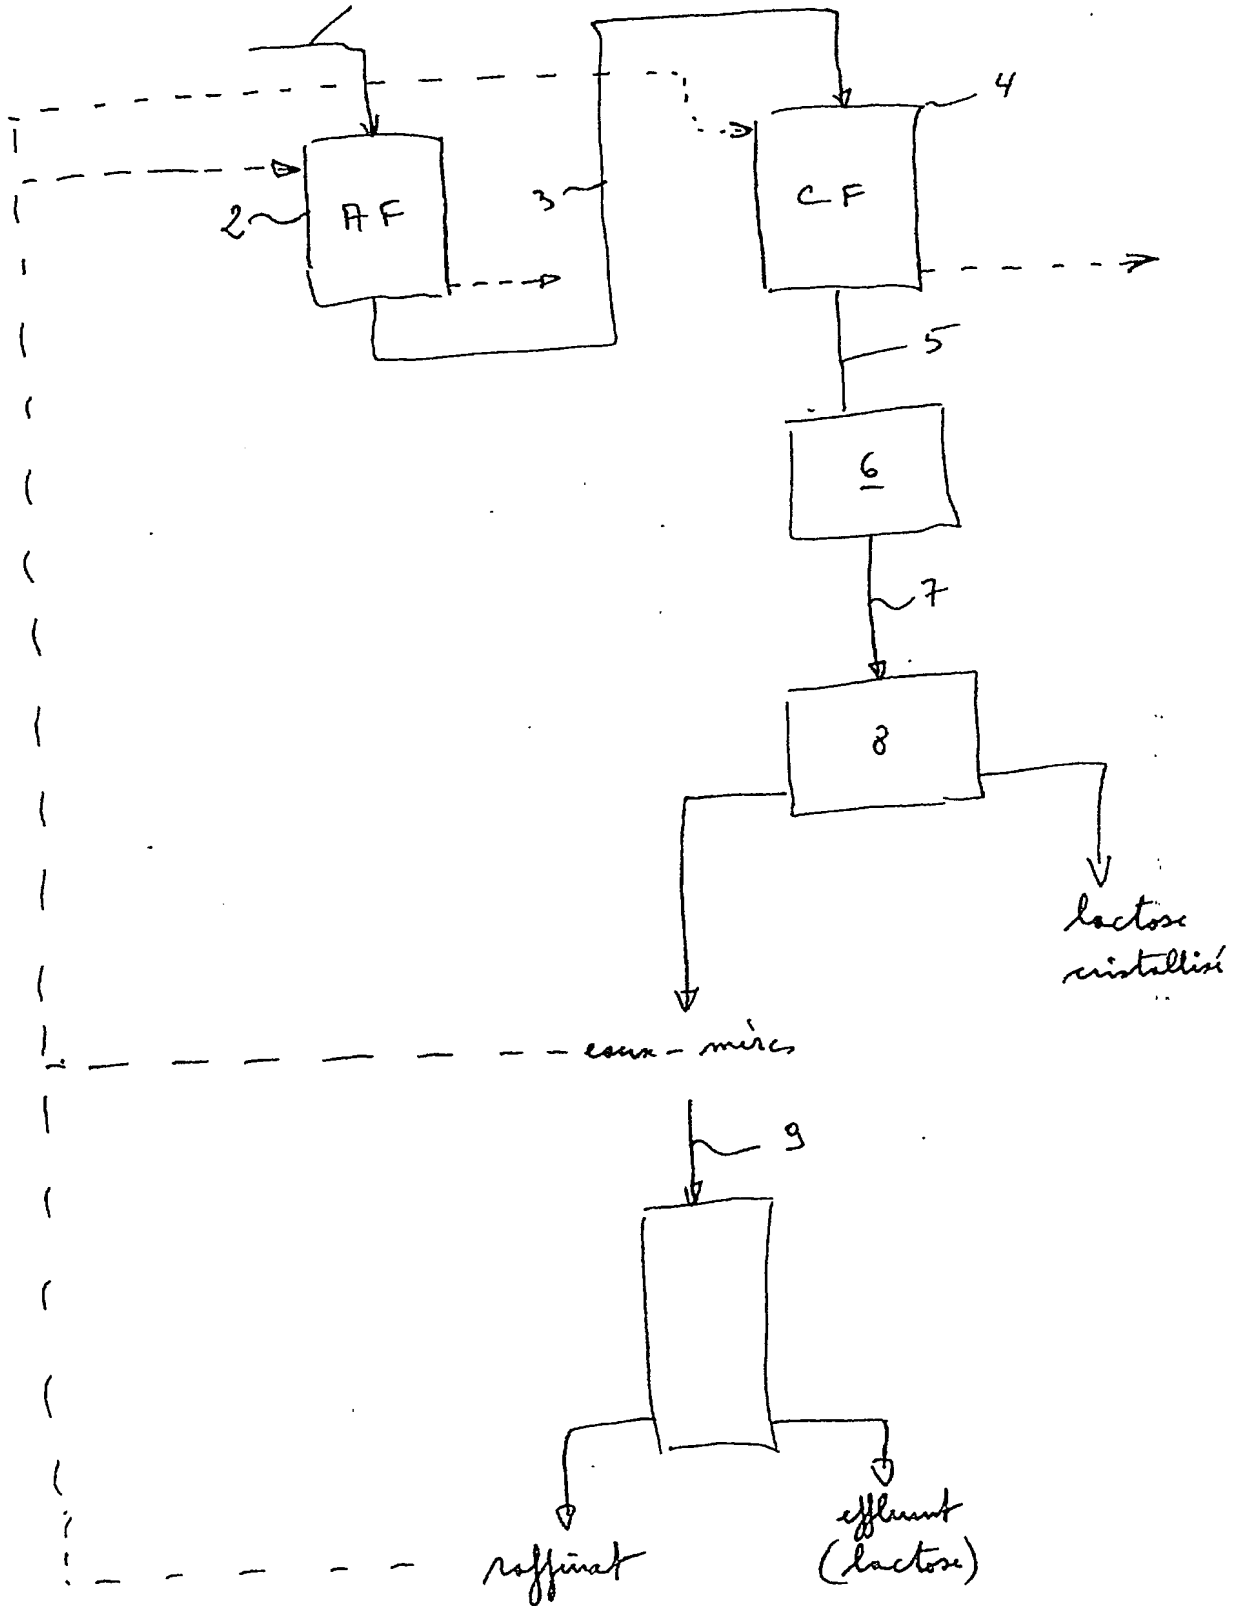 4
2
AF
3
CF
5
6
7
8
lactose
cristallisé
eaux-mères
9
raffinat
effluent
(lactose)